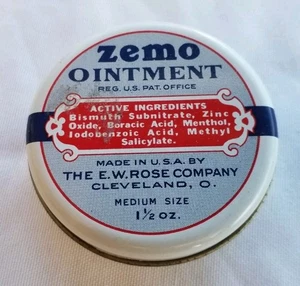 Zemo
OINTMENT
REG. U.S. PAT. OFFICE
ACTIVE INGREDIENTS
Bismuth Subnitrate, Zinc
Oxide, Boracic Acid, Menthol,
Iodobenzoic Acid, Methyl
Salicylate.
MADE IN U.S.A. BY
THE E.W. ROSE COMPANY
CLEVELAND, O.
MEDIUM SIZE
1½ OZ.